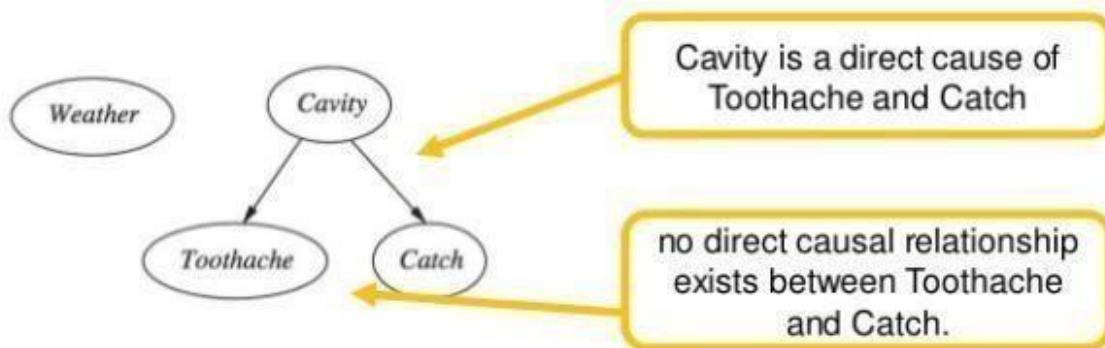 Weather
Cavity
Toothache
Catch
Cavity is a direct cause of
Toothache and Catch
no direct causal relationship
exists between Toothache
and Catch.